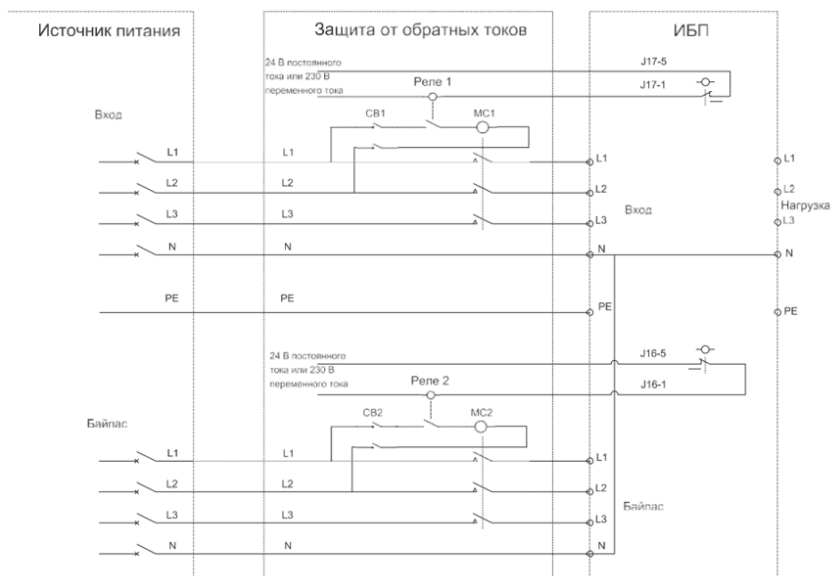 Источник питания
Защита от обратных токов
ИБП
24 В постоянного
тока или 230 В
переменного тока
J17-5
Реле 1
J17-1
Вход
CB1
MC1
L1
L1
L1
L1
L2
L2
L2
L2
Нагрузка
L3
L3
L3
Вход
L3
N
N
N
N
PE
PE
PE
PE
24 В постоянного
тока или 230 В
переменного тока
J16-5
Реле 2
J16-1
Байпас
CB2
MC2
L1
L1
L1
L2
L2
L2
Байпас
L3
L3
L3
N
N
N